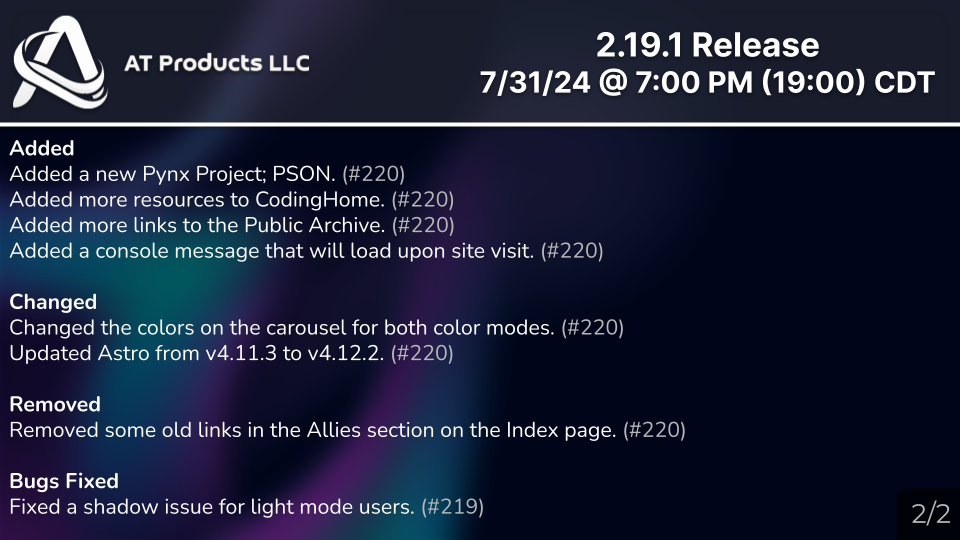 AT Products LLC
2.19.1 Release
7/31/24 @ 7:00 PM (19:00) CDT
Added
Added a new Pynx Project; PSON. (#220)
Added more resources to CodingHome. (#220)
Added more links to the Public Archive. (#220)
Added a console message that will load upon site visit. (#220)
Changed
Changed the colors on the carousel for both color modes. (#220)
Updated Astro from v4.11.3 to v4.12.2. (#220)
Removed
Removed some old links in the Allies section on the Index page. (#220)
Bugs Fixed
Fixed a shadow issue for light mode users. (#219)
2/2